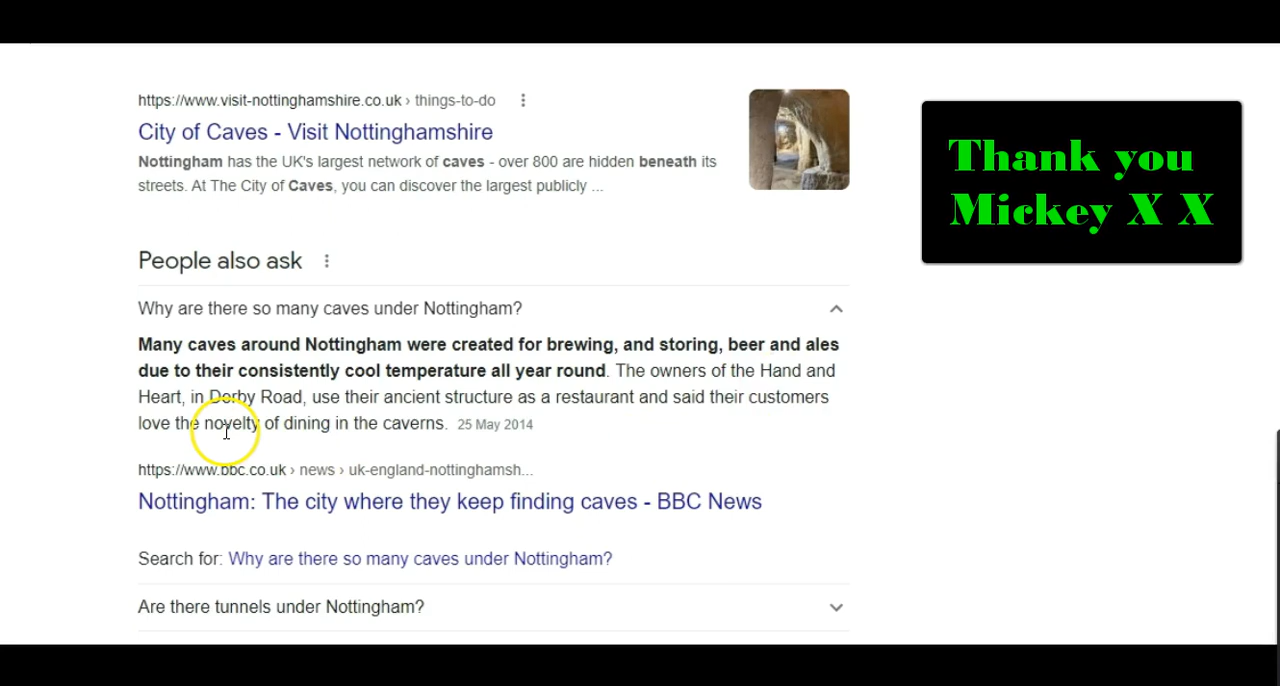 https://www.visit-nottinghamshire.co.uk › things-to-do
City of Caves - Visit Nottinghamshire
Nottingham has the UK's largest network of caves - over 800 are hidden beneath its
streets. At The City of Caves, you can discover the largest publicly ...
Thank you
Mickey X X
People also ask
Why are there so many caves under Nottingham?
Many caves around Nottingham were created for brewing, and storing, beer and ales
due to their consistently cool temperature all year round. The owners of the Hand and
Heart, in Derby Road, use their ancient structure as a restaurant and said their customers
love the novelty of dining in the caverns. 25 May 2014
https://www.bbc.co.uk › news › uk-england-nottinghamsh...
Nottingham: The city where they keep finding caves - BBC News
Search for: Why are there so many caves under Nottingham?
Are there tunnels under Nottingham?